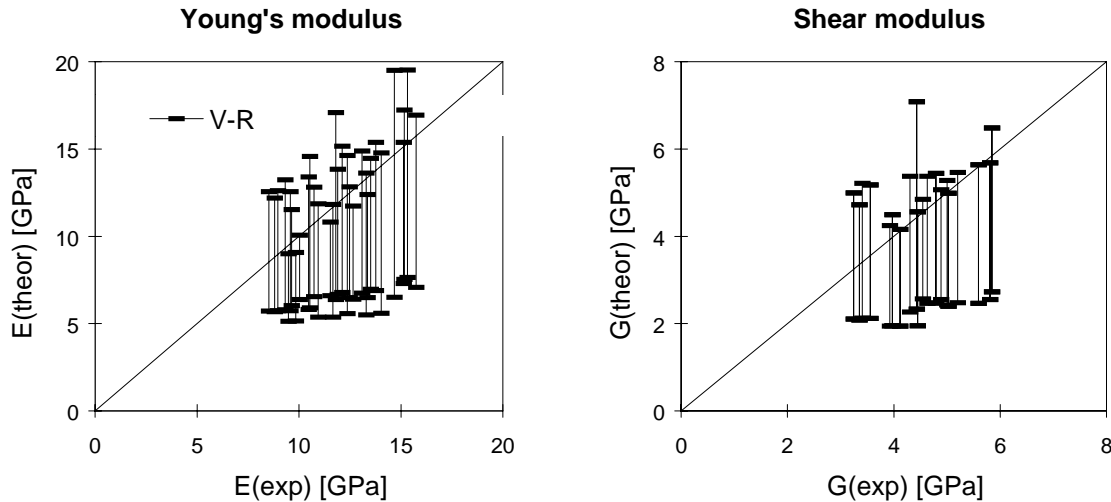 Young's modulus
20
15
10
5
0
0 5 10 15 20
E(theor) [GPa]
E(exp) [GPa]
V-R
Shear modulus
8
6
4
2
0
0 2 4 6 8
G(theor) [GPa]
G(exp) [GPa]